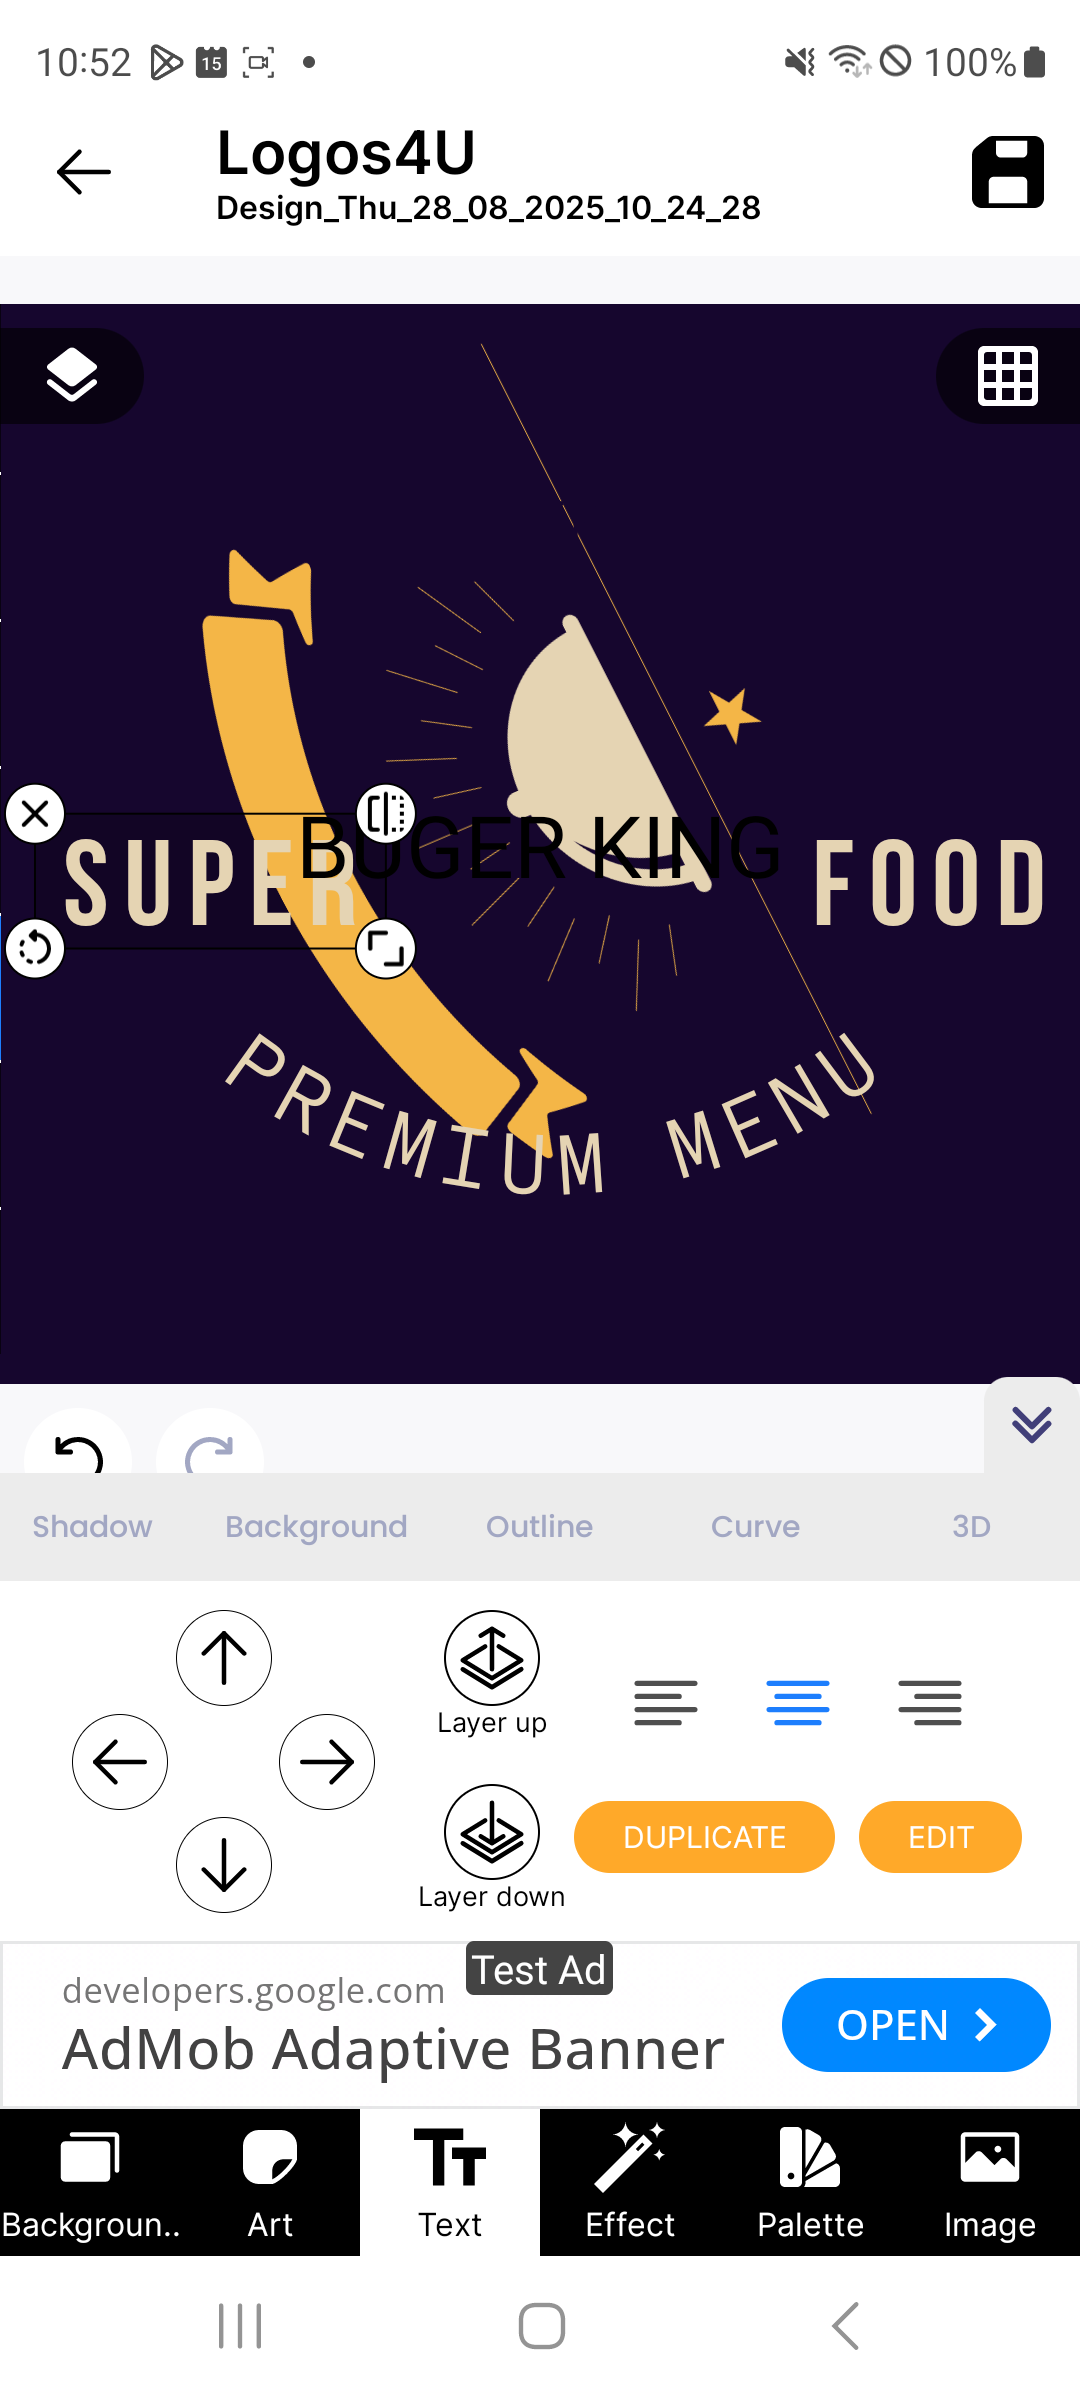 10:52
15
100%
Logos4U
Design_Thu_28_08_2025_10_24_28
BUGER KING
SUPER
FOOD
PREMIUM MENU
Shadow
Background
Outline
Curve
3D
Layer up
DUPLICATE
EDIT
Layer down
Test Ad
developers.google.com
AdMob Adaptive Banner
OPEN
Backgroun..
Art
Text
Effect
Palette
Image